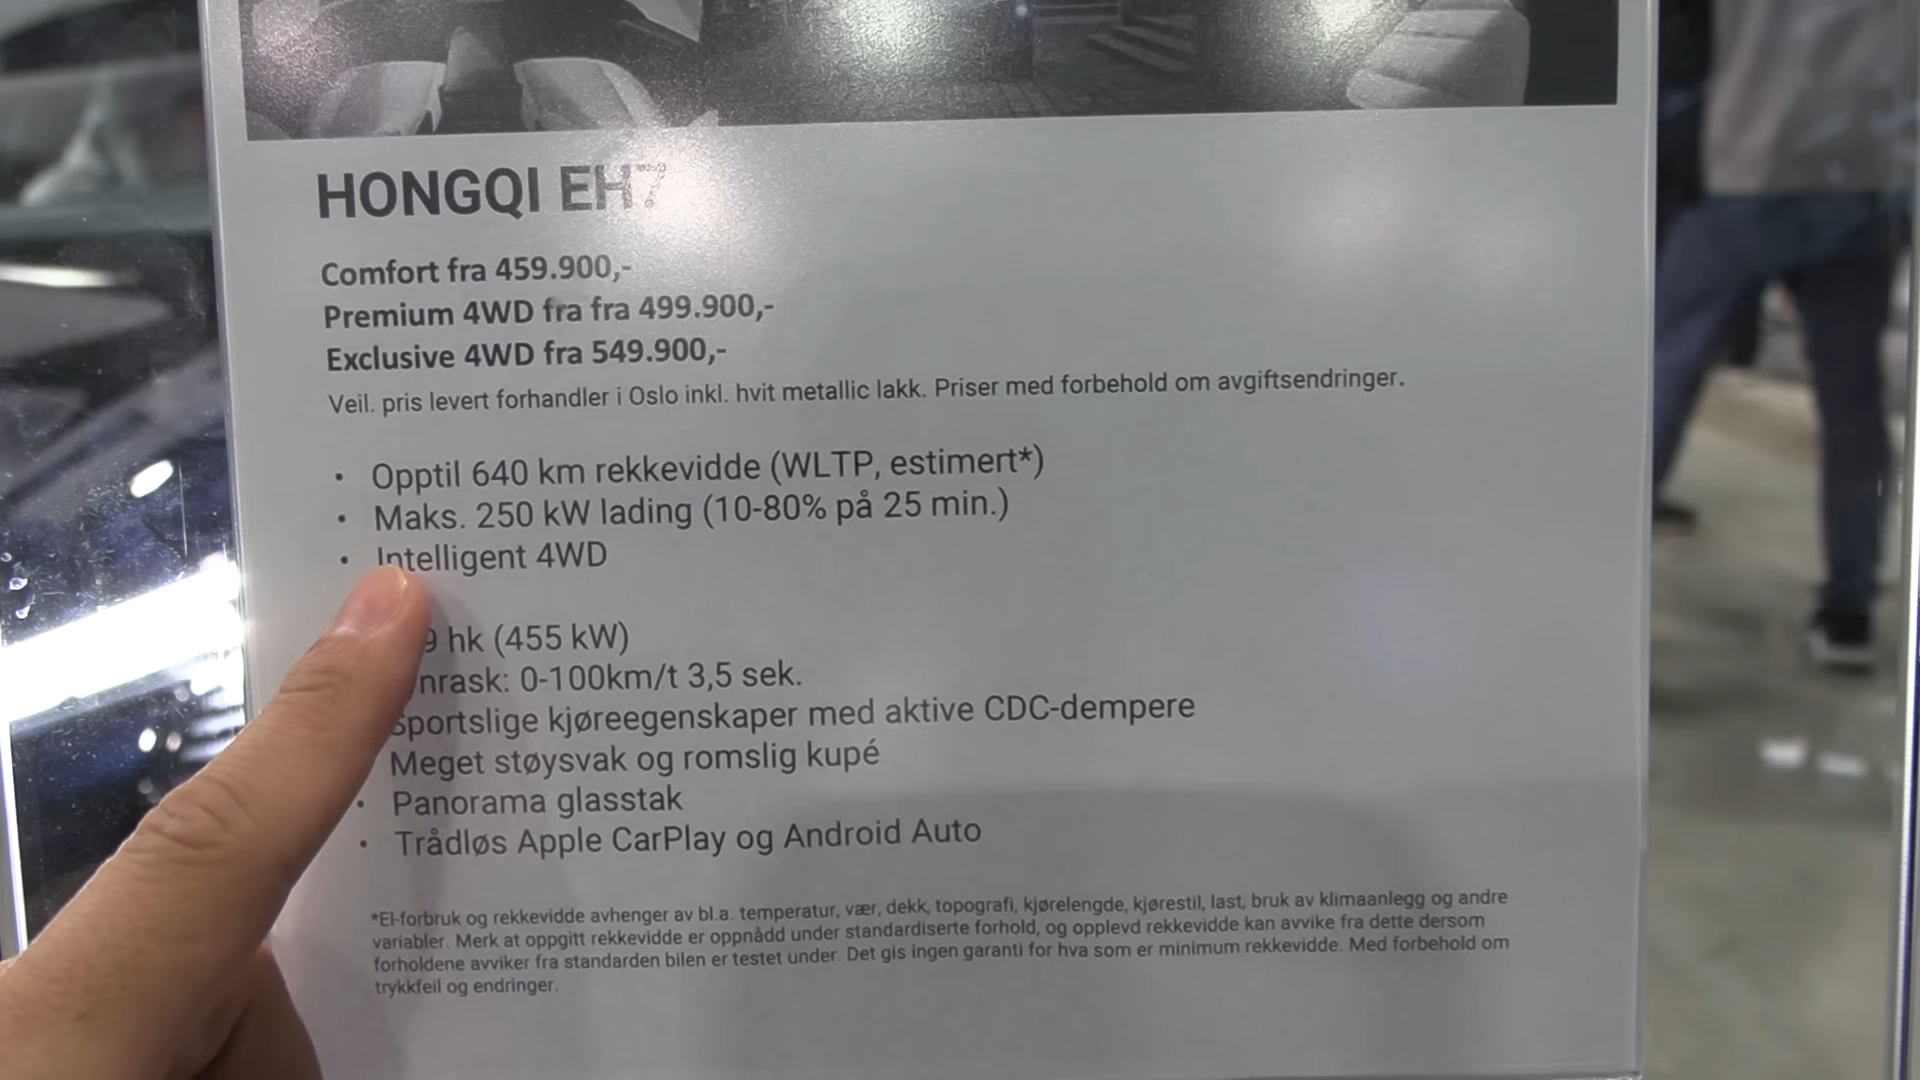 HONGQI EH7
Comfort fra 459.900,-
Premium 4WD fra fra 499.900,-
Exclusive 4WD fra 549.900,-
Veil. pris levert forhandler i Oslo inkl. hvit metallic lakk. Priser med forbehold om avgiftsendringer.
• Opptil 640 km rekkevidde (WLTP, estimert*)
• Maks. 250 kW lading (10-80% på 25 min.)
• Intelligent 4WD
hk (455 kW)
0-100km/t 3,5 sek.
Sportslige kjøreegenskaper med aktive CDC-dempere
Meget støysvak og romslig kupé
• Panorama glasstak
• Trådløs Apple CarPlay og Android Auto
*El-forbruk og rekkevidde avhenger av bl.a. temperatur, vær, dekk, topografi, kjørelengde, kjørestil, last, bruk av klimaanlegg og andre
variabler. Merk at oppgitt rekkevidde er oppnådd under standardiserte forhold, og opplevd rekkevidde kan avvike fra dette dersom
forholdene avviker fra standarden bilen er testet under. Det gis ingen garanti for hva som er minimum rekkevidde. Med forbehold om
trykkfeil og endringer.